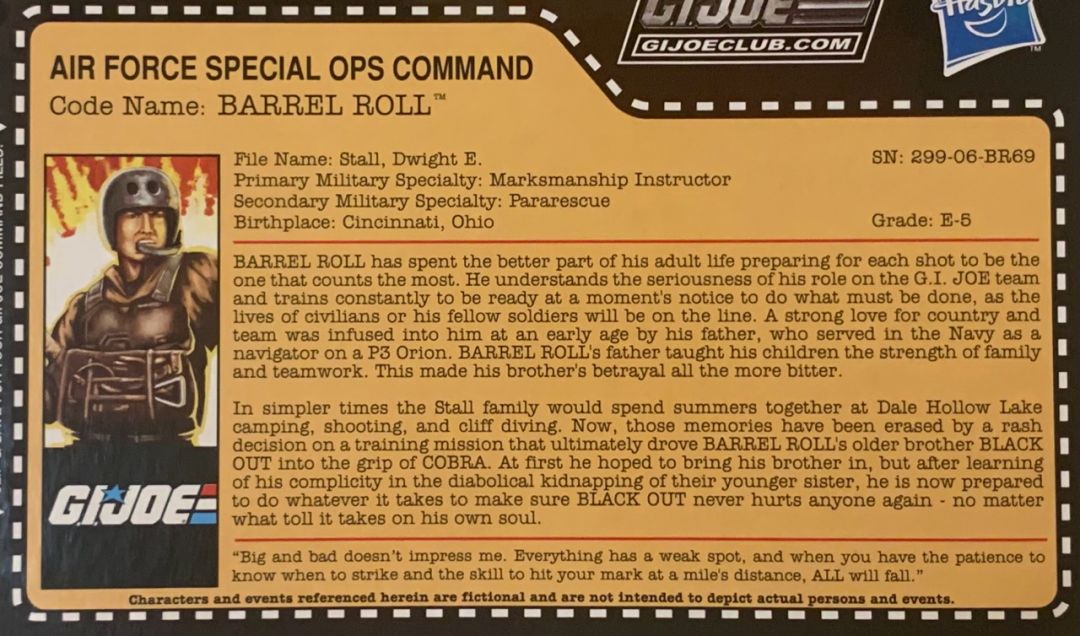 GI JOE
GIJOECLUB.COM
Hasbro
TM
AIR FORCE SPECIAL OPS COMMAND
Code Name: BARREL ROLL™
File Name: Stall, Dwight E.
SN: 299-06-BR69
Primary Military Specialty: Marksmanship Instructor
Secondary Military Specialty: Pararescue
Birthplace: Cincinnati, Ohio
Grade: E-5
BARREL ROLL has spent the better part of his adult life preparing for each shot to be the
one that counts the most. He understands the seriousness of his role on the G.I. JOE team
and trains constantly to be ready at a moment's notice to do what must be done, as the
lives of civilians or his fellow soldiers will be on the line. A strong love for country and
team was infused into him at an early age by his father, who served in the Navy as a
navigator on a P3 Orion. BARREL ROLL's father taught his children the strength of family
and teamwork. This made his brother's betrayal all the more bitter.
In simpler times the Stall family would spend summers together at Dale Hollow Lake
camping, shooting, and cliff diving. Now, those memories have been erased by a rash
decision on a training mission that ultimately drove BARREL ROLL's older brother BLACK
OUT into the grip of COBRA. At first he hoped to bring his brother in, but after learning
of his complicity in the diabolical kidnapping of their younger sister, he is now prepared
to do whatever it takes to make sure BLACK OUT never hurts anyone again - no matter
what toll it takes on his own soul.
GI JOE
“Big and bad doesn’t impress me. Everything has a weak spot, and when you have the patience to
know when to strike and the skill to hit your mark at a mile's distance, ALL will fall.”
Characters and events referenced herein are fictional and are not intended to depict actual persons and events.